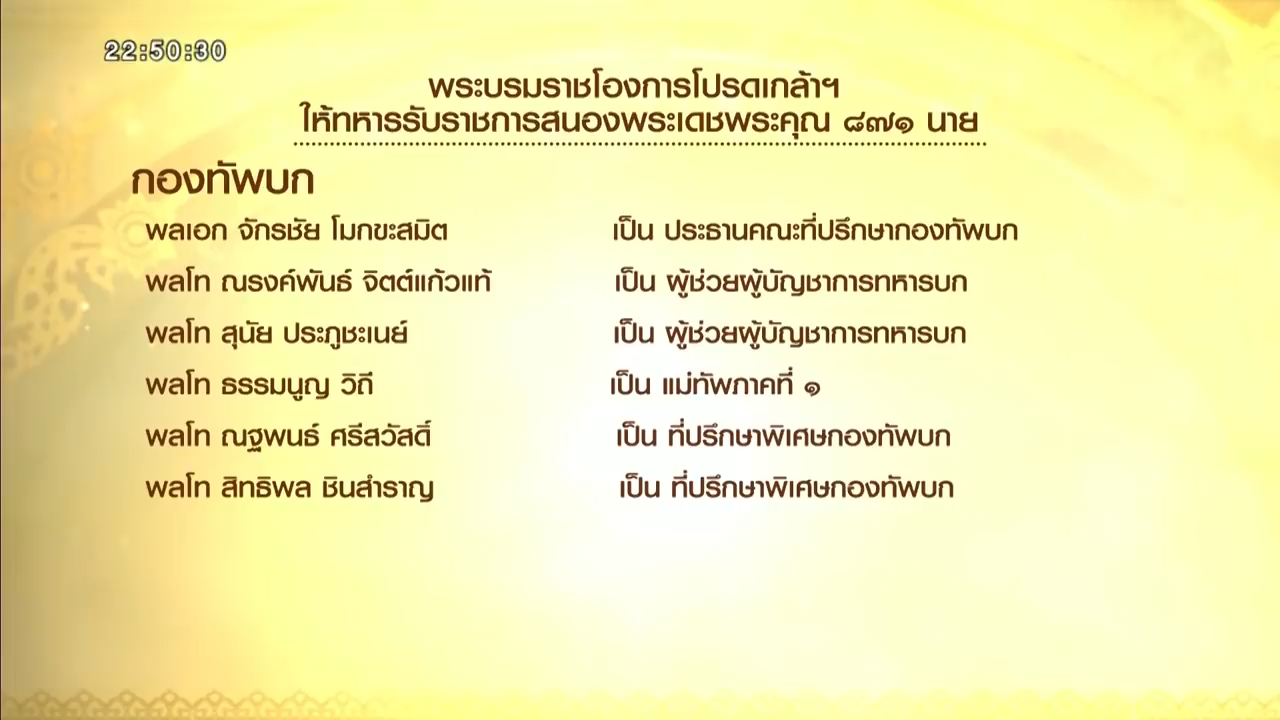 22:50:30
พระบรมราชโองการโปรดเกล้าฯ
ให้ทหารรับราชการสนองพระเดชพระคุณ ๘๗๑ นาย
กองทัพบก
พลเอก จักรชัย โมกขะสมิต เป็น ประธานคณะที่ปรึกษากองทัพบก
พลโท ณรงค์พันธ์ จิตต์แก้วแท้ เป็น ผู้ช่วยผู้บัญชาการทหารบก
พลโท สุนัย ประภูชะเนย์ เป็น ผู้ช่วยผู้บัญชาการทหารบก
พลโท ธรรมนูญ วิถี เป็น แม่ทัพภาคที่ ๑
พลโท ณฐพนธ์ ศรีสวัสดิ์ เป็น ที่ปรึกษาพิเศษกองทัพบก
พลโท สิทธิพล ชินสำราญ เป็น ที่ปรึกษาพิเศษกองทัพบก